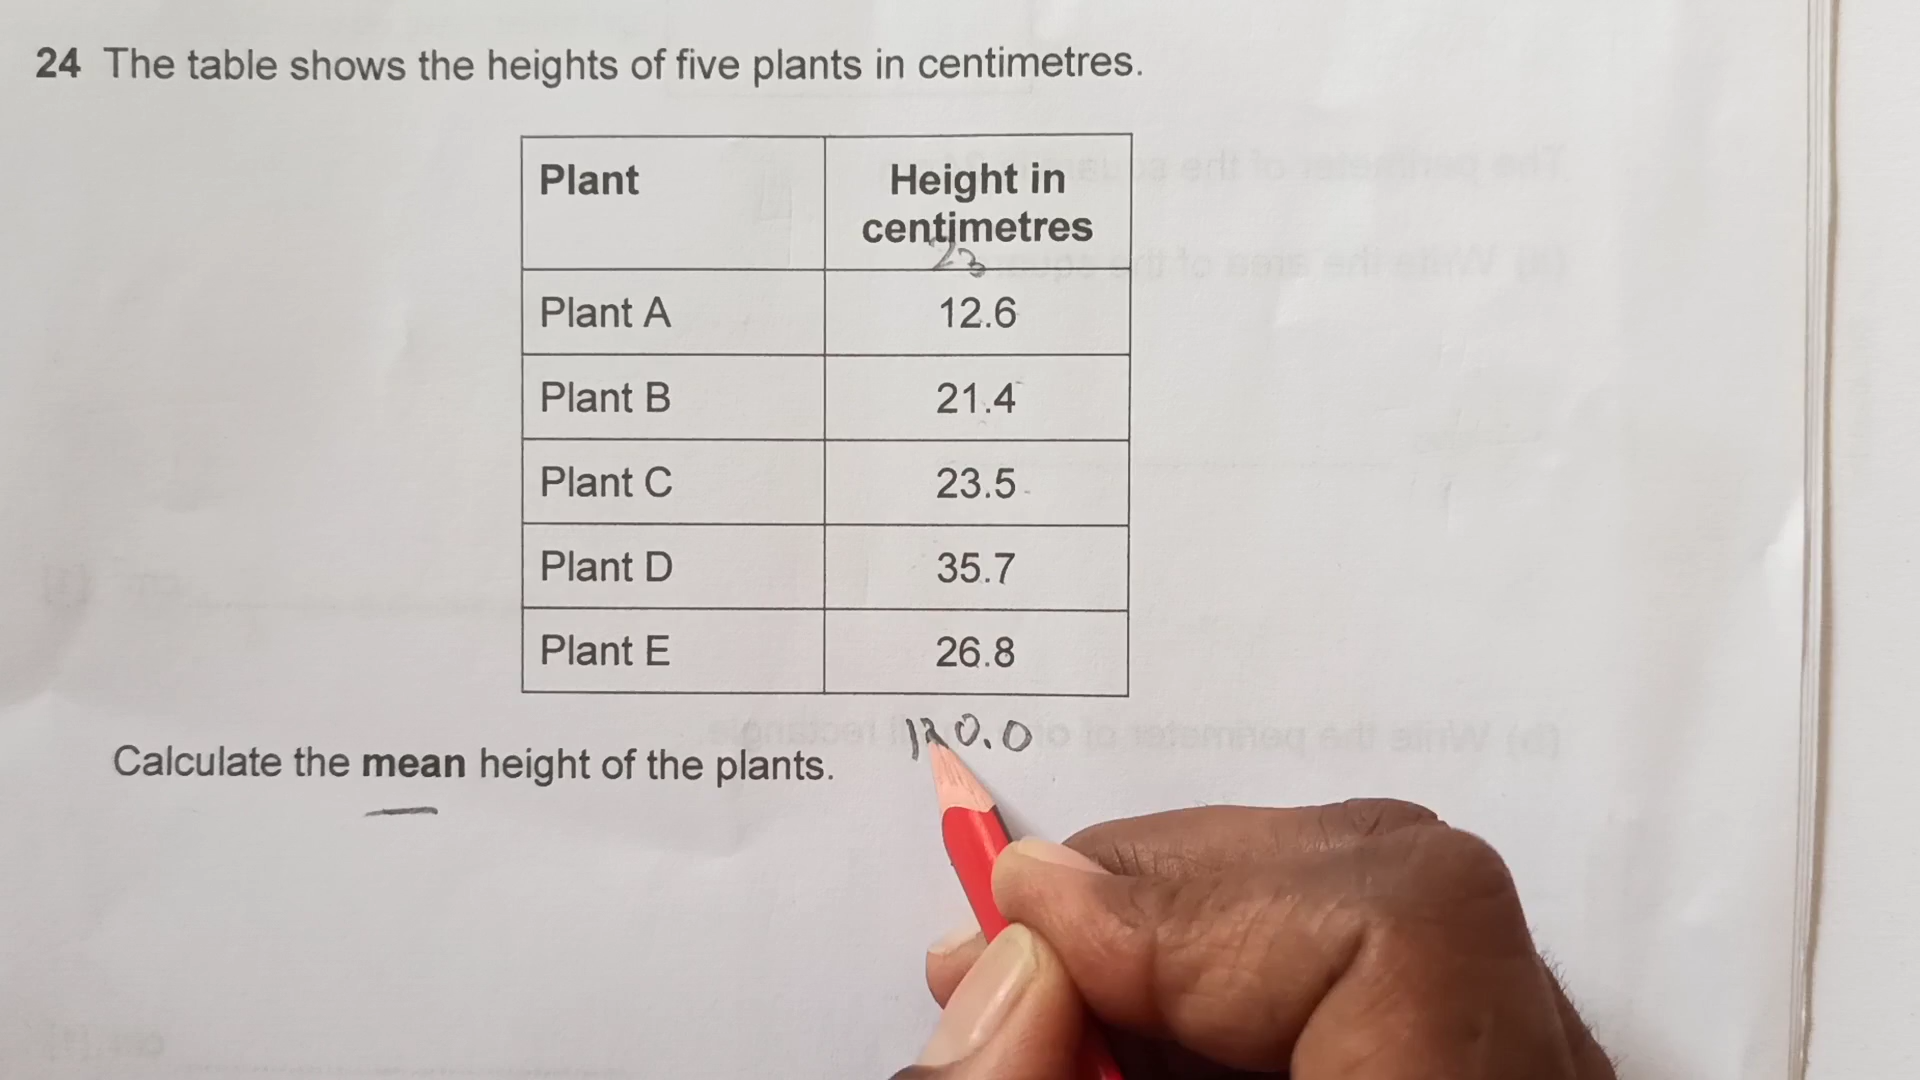 24 The table shows the heights of five plants in centimetres.
Plant
Height in
centimetres
23
Plant A 12.6
Plant B 21.4
Plant C 23.5
Plant D 35.7
Plant E 26.8
120.0
Calculate the mean height of the plants.